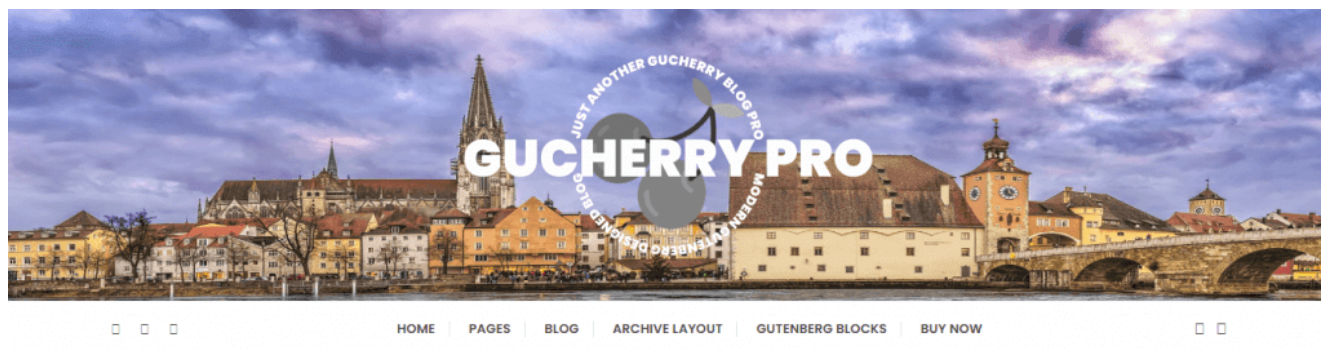 JUST ANOTHER GUCHERRY BLOG PRO
GUCHERRY PRO
MODERN GUTENBERG DESIGNED BLOG
HOME
PAGES
BLOG
ARCHIVE LAYOUT
GUTENBERG BLOCKS
BUY NOW